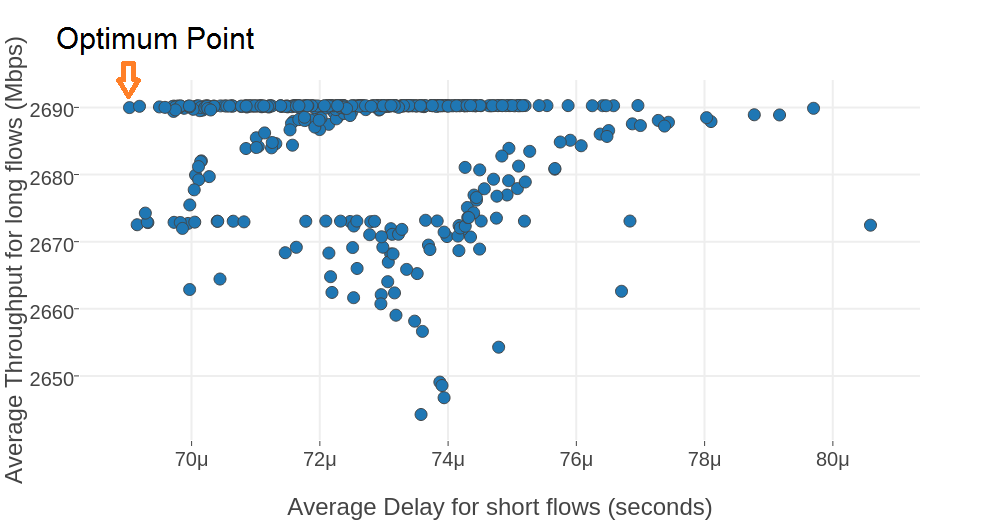 Optimum Point
Average Throughput for long flows (Mbps)
2690
2680
2670
2660
2650
70μ 72μ 74μ 76μ 78μ 80μ
Average Delay for short flows (seconds)